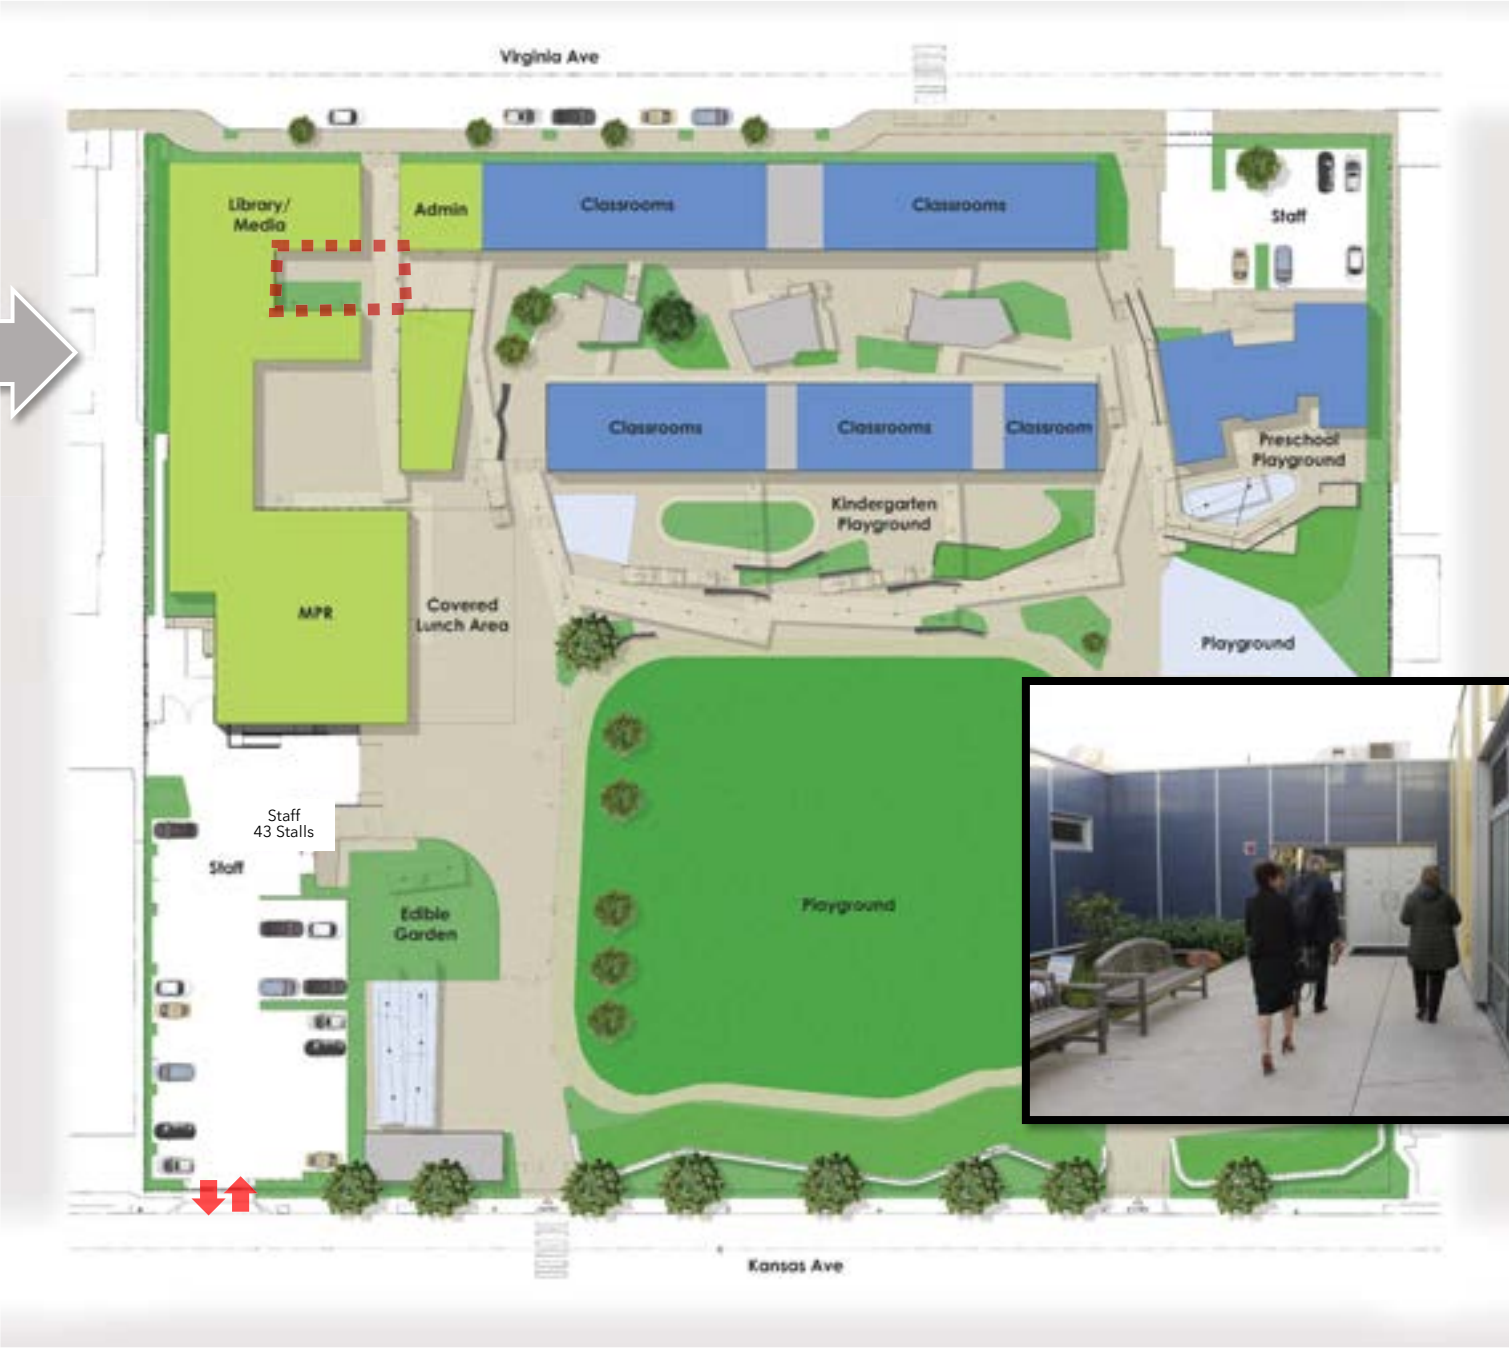 Virginia Ave
Library/
Media
Admin
Classrooms
Classrooms
Staff
Classrooms
Classrooms
Classroom
Preschool
Playground
Kindergarten
Playground
MPR
Covered
Lunch Area
Playground
Staff
43 Stalls
Staff
Edible
Garden
Playground
Kansas Ave